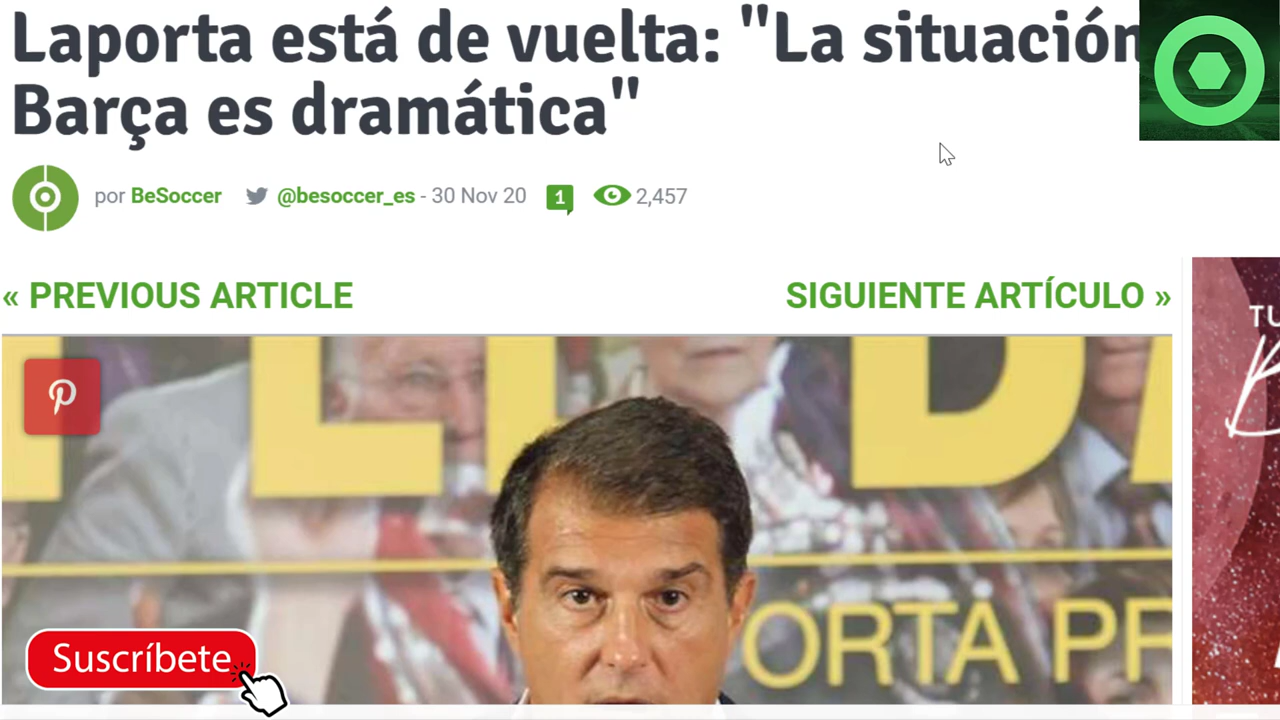 Laporta está de vuelta: "La situación
Barça es dramática"
por BeSoccer @besoccer_es - 30 Nov 20 1 2,457
« PREVIOUS ARTICLE SIGUIENTE ARTÍCULO »
TU
ORTA PR
Suscríbete